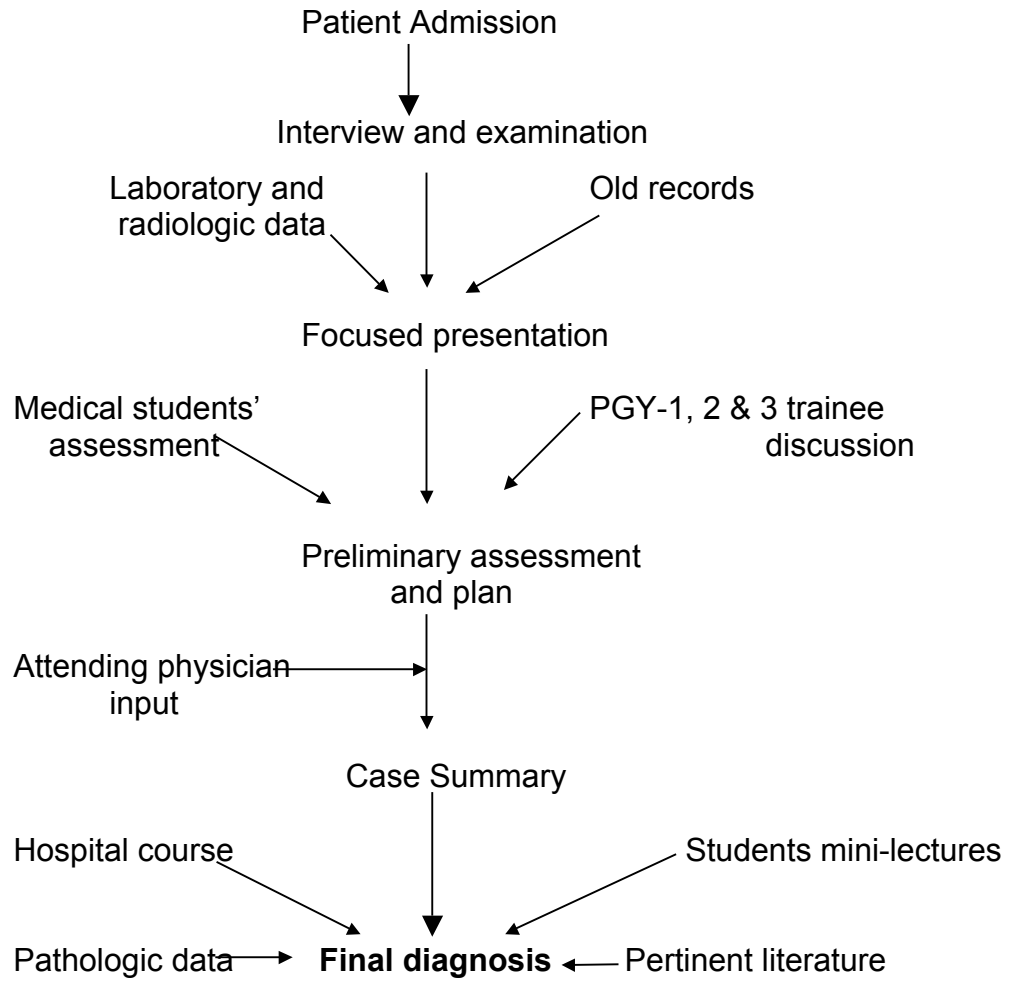 Patient Admission
Interview and examination
Laboratory and
radiologic data
Old records
Focused presentation
Medical students’
assessment
PGY-1, 2 & 3 trainee
discussion
Preliminary assessment
and plan
Attending physician
input
Case Summary
Hospital course
Students mini-lectures
Pathologic data
Final diagnosis
Pertinent literature